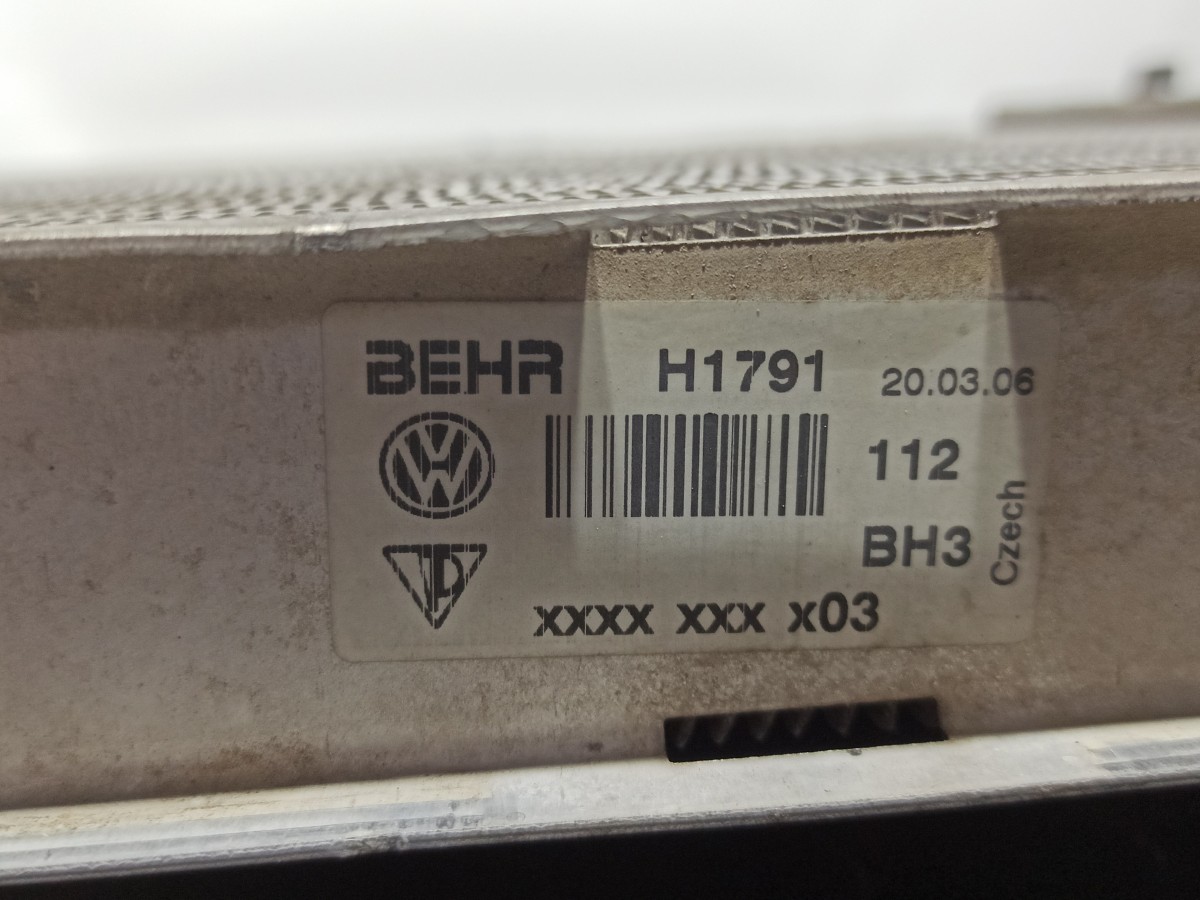 BEHR H1791 20.03.06
112
BH3
Czech
xxxx xxx x03